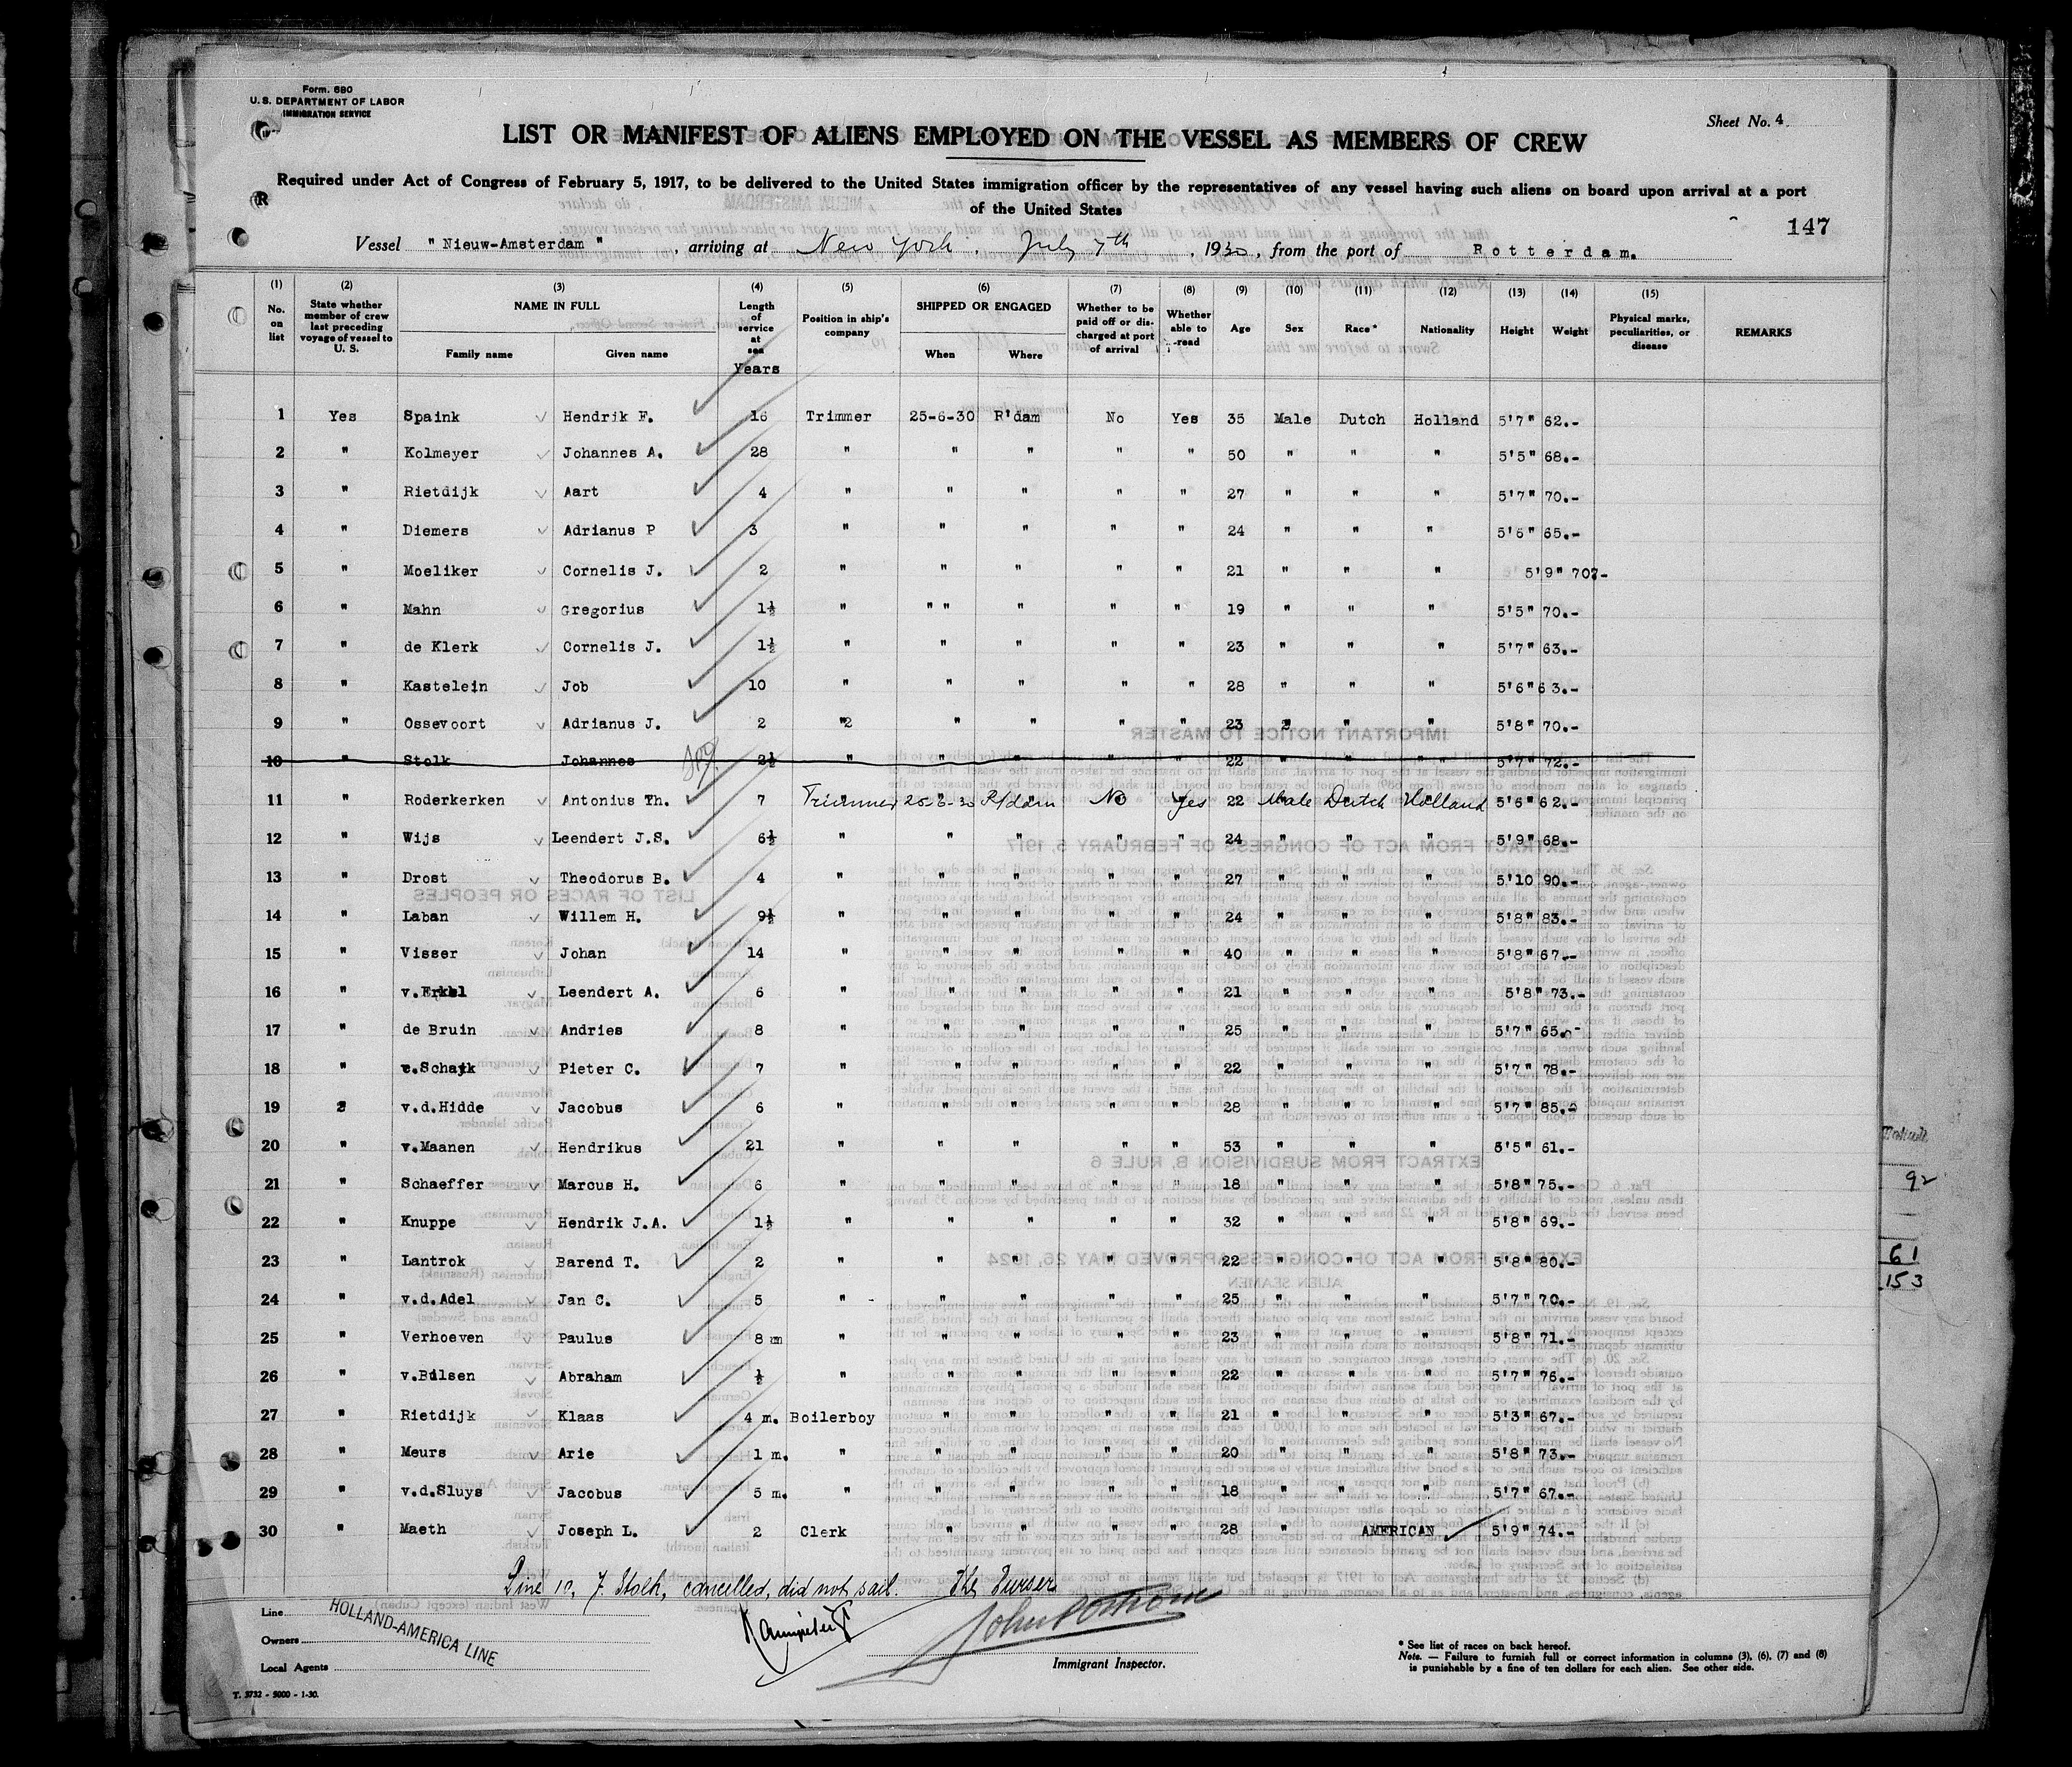 Form. 680
U. S. DEPARTMENT OF LABOR
IMMIGRATION SERVICE
Sheet No. 4
LIST OR MANIFEST OF ALIENS EMPLOYED ON THE VESSEL AS MEMBERS OF CREW
Required under Act of Congress of February 5, 1917, to be delivered to the United States immigration officer by the representatives of any vessel having such aliens on board upon arrival at a port
of the United States
147
Vessel "Nieuw-Amsterdam", arriving at New York, July 7th, 1930, from the port of Rotterdam.
(1) No. on list (2) State whether member of crew last preceding voyage of vessel to U. S. (3) NAME IN FULL Family name Given name (4) Length of service at sea Years (5) Position in ship's company (6) SHIPPED OR ENGAGED When Where (7) Whether to be paid off or discharged at port of arrival (8) Whether able to read (9) Age (10) Sex (11) Race* (12) Nationality (13) Height (14) Weight (15) Physical marks, peculiarities, or disease REMARKS
1 Yes Spaink Hendrik F. 16 Trimmer 25-6-30 R'dam No Yes 35 Male Dutch Holland 5'7" 62.-
2 " Kolmeyer Johannes A. 28 " " " " " 50 " " " 5'5" 68.-
3 " Rietdijk Aart 4 " " " " " 27 " " " 5'7" 70.-
4 " Diemers Adrianus P 3 " " " " " 24 " " " 5'6" 65.-
5 " Moeliker Cornelis J. 2 " " " " " 21 " " " 5'9" 707-
6 " Mahn Gregorius 1½ " " " " " " 19 " " " 5'5" 70.-
7 " de Klerk Cornelis J. 1½ " " " " " 23 " " " 5'7" 63.-
8 " Kastelein Job 10 " " " " " 28 " " " 5'6" 63.-
9 " Ossevoort Adrianus J. 2 "2 " " " " 23 " " " 5'8" 70.-
10 " Stolk Johannes 2½ " " " " " 22 " " " 5'7" 72.-
11 " Roderkerken Antonius Th. 7 Trimmer 25-6-30 R'dam No Yes 22 Male Dutch Holland 5'6" 62.-
12 " Wijs Leendert J.S. 6½ " " " " " 24 " " " 5'9" 68.-
13 " Drost Theodorus B. 4 " " " " " 27 " " " 5'10 90.-
14 " Laban Willem H. 9½ " " " " " 24 " " " 5'8" 83.-
15 " Visser Johan 14 " " " " " 40 " " " 5'8" 67.-
16 " v. Leendert A. 6 " " " " " 21 " " " 5'8" 73.-
17 " de Bruin Andries 8 " " " " " 25 " " " 5'7" 65.-
18 " v.Schayk Pieter C. 7 " " " " " 22 " " " 5'7" 78.-
19 " v.d.Hidde Jacobus 6 " " " " " 28 " " " 5'7" 85.-
20 " v.Maanen Hendrikus 21 " " " " " 53 " " " 5'5" 61.-
21 " Schaeffer Marcus H. 6 " " " " " 18 " " " 5'8" 75.-
22 " Knuppe Hendrik J.A. 1½ " " " " " 32 " " " 5'8" 69.-
23 " Lantrok Barend T. 2 " " " " " 22 " " " 5'8" 80.-
24 " v.d.Adel Jan C. 5 " " " " " 25 " " " 5'7" 70.-
25 " Verhoeven Paulus 8 m " " " " " 23 " " " 5'8" 71.-
26 " v.Bilsen Abraham ½ " " " " " 22 " " " 5'7" 76.-
27 " Rietdijk Klaas 4 m. Boilerboy " " " " 21 " " " 5'3" 67.-
28 " Meurs Arie 1 m. " " " " " 20 " " " 5'8" 73.-
29 " v.d.Sluys Jacobus 5 m. " " " " " 18 " " " 5'7" 67.-
30 " Maeth Joseph L. 2 Clerk " " " " 28 " AMERICAN 5'9" 74.-
92
61
153
Line 10, J. Stolk, cancelled, did not sail. The Purser
Line
HOLLAND-AMERICA LINE
Owners
Local Agents
Immigrant Inspector.
* See list of races on back hereof.
Note. — Failure to furnish full or correct information in columns (3), (6), (7) and (8)
is punishable by a fine of ten dollars for each alien. See other side.
T. 3732 - 5000 - 1-30.